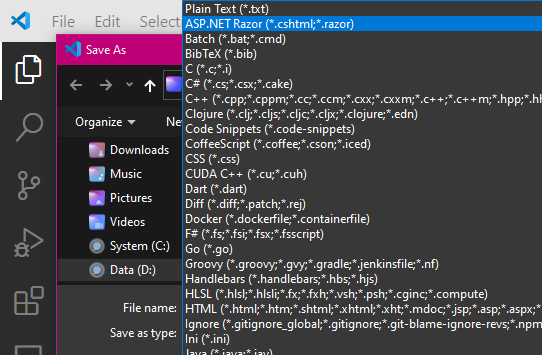 Plain Text (*.txt)
ASP.NET Razor (*.cshtml;*.razor)
Batch (*.bat;*.cmd)
BibTeX (*.bib)
C (*.c;*.i)
C# (*.cs;*.csx;*.cake)
C++ (*.cpp;*.cppm;*.cc;*.ccm;*.cxx;*.cxxm;*.c++;*.c++m;*.hpp;*.hh
Clojure (*.clj;*.cljs;*.cljc;*.cljx;*.clojure;*.edn)
Code Snippets (*.code-snippets)
CoffeeScript (*.coffee;*.cson;*.iced)
CSS (*.css)
CUDA C++ (*.cu;*.cuh)
Dart (*.dart)
Diff (*.diff;*.patch;*.rej)
Docker (*.dockerfile;*.containerfile)
F# (*.fs;*.fsi;*.fsx;*.fsscript)
Go (*.go)
Groovy (*.groovy;*.gvy;*.gradle;*.jenkinsfile;*.nf)
Handlebars (*.handlebars;*.hbs;*.hjs)
HLSL (*.hlsl;*.hlsli;*.fx;*.fxh;*.vsh;*.psh;*.cginc;*.compute)
HTML (*.html;*.htm;*.shtml;*.xhtml;*.xht;*.mdoc;*.jsp;*.asp;*.aspx;*
Ignore (*.gitignore_global;*.gitignore;*.git-blame-ignore-revs;*.npm
Ini (*.ini)
Java (*.java;*.jav)
File
Save As
Organize
Ne
Downloads
Music
Pictures
Videos
System (C:)
Data (D:)
File name:
Save as type: